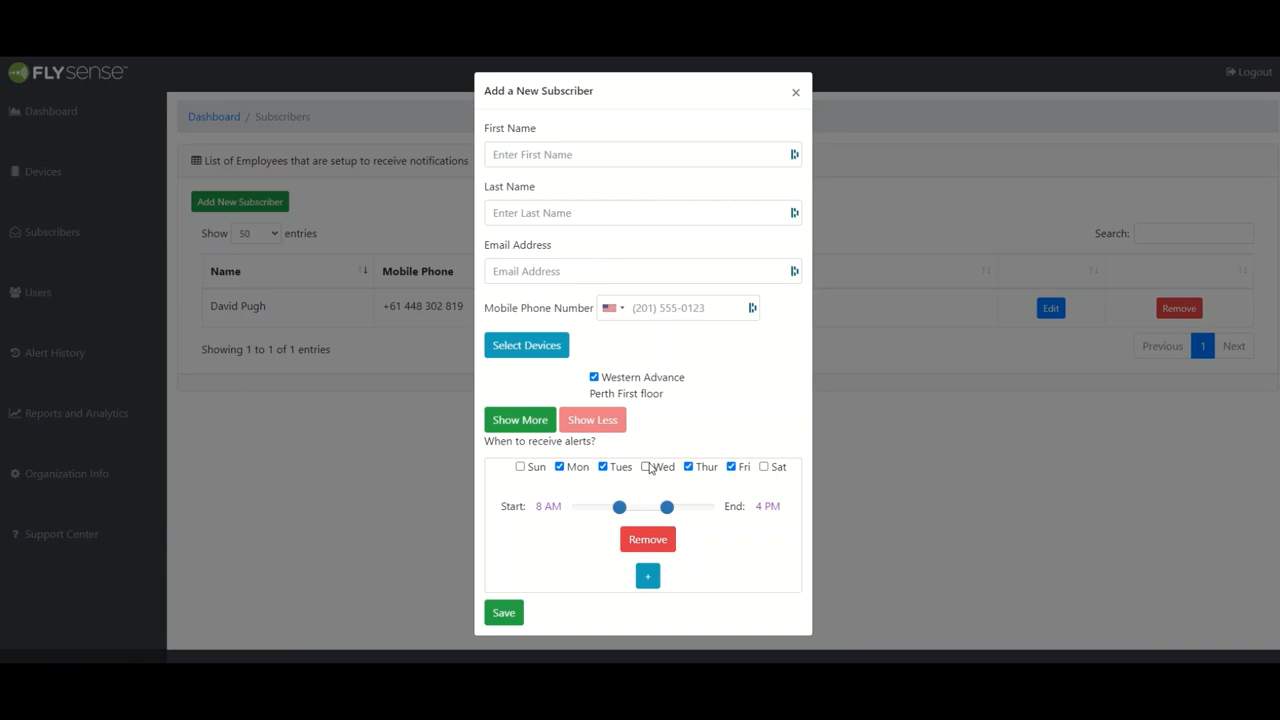 FLYSENSE™
Logout
Dashboard
Devices
Subscribers
Users
Alert History
Reports and Analytics
Organization Info
Support Center
Dashboard / Subscribers
List of Employees that are setup to receive notifications
Add New Subscriber
Show 50 entries
Search:
Name Mobile Phone
David Pugh +61 448 302 819 Edit Remove
Showing 1 to 1 of 1 entries
Previous 1 Next
Add a New Subscriber ×
First Name
Enter First Name
Last Name
Enter Last Name
Email Address
Email Address
Mobile Phone Number (201) 555-0123
Select Devices
Western Advance
Perth First floor
Show More Show Less
When to receive alerts?
Sun Mon Tues Wed Thur Fri Sat
Start: 8 AM End: 4 PM
Remove
+
Save